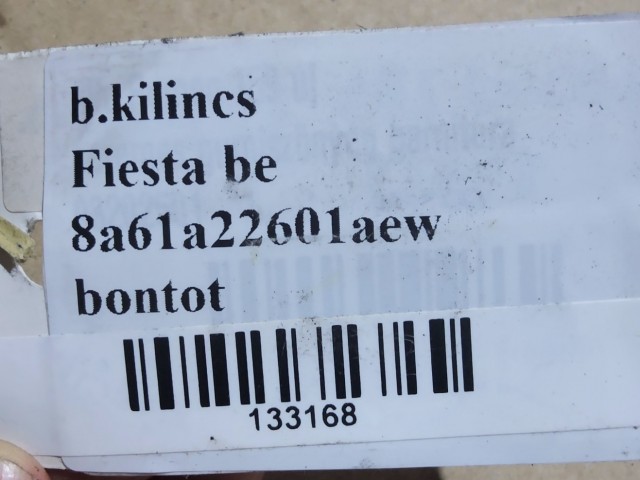 b.kilincs
Fiesta be
8a61a22601aew
bontot
133168